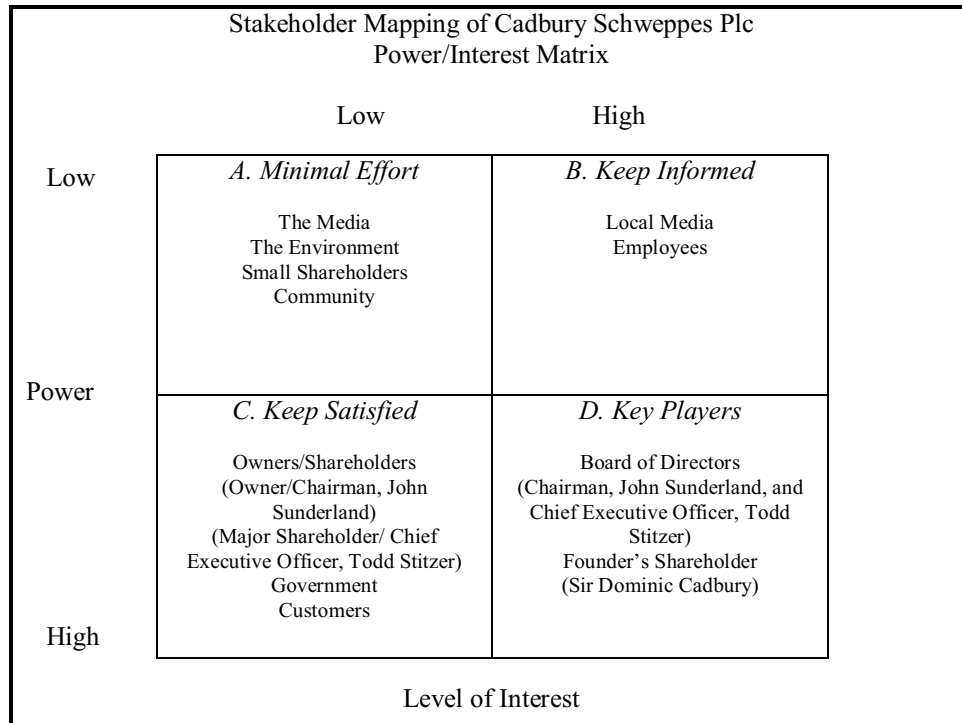 Stakeholder Mapping of Cadbury Schweppes Plc
Power/Interest Matrix
Low
High
Low
A. Minimal Effort
The Media
The Environment
Small Shareholders
Community
B. Keep Informed
Local Media
Employees
Power
C. Keep Satisfied
Owners/Shareholders
(Owner/Chairman, John
Sunderland)
(Major Shareholder/ Chief
Executive Officer, Todd Stitzer)
Government
Customers
D. Key Players
Board of Directors
(Chairman, John Sunderland, and
Chief Executive Officer, Todd
Stitzer)
Founder's Shareholder
(Sir Dominic Cadbury)
High
Level of Interest